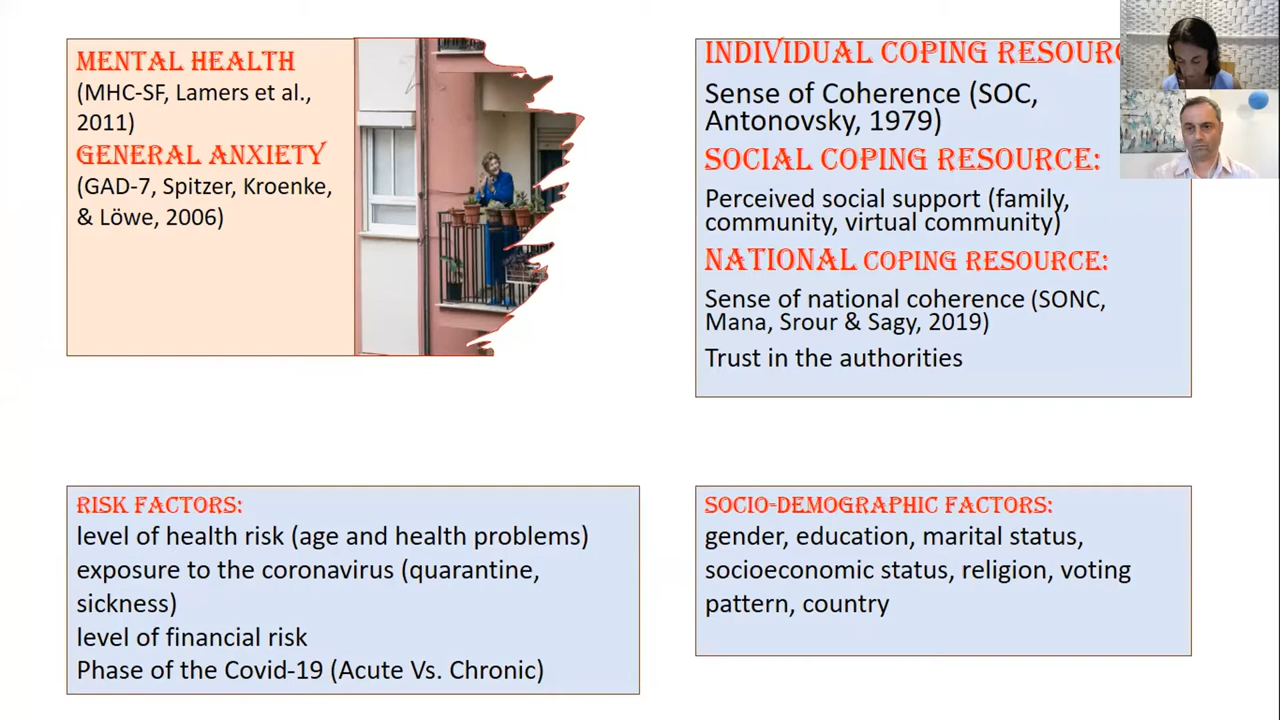 MENTAL HEALTH
(MHC-SF, Lamers et al.,
2011)
GENERAL ANXIETY
(GAD-7, Spitzer, Kroenke,
& Löwe, 2006)
INDIVIDUAL COPING
Sense of Coherence (SOC,
Antonovsky, 1979)
SOCIAL COPING RESOURCE:
Perceived social support (family,
community, virtual community)
NATIONAL COPING RESOURCE:
Sense of national coherence (SONC,
Mana, Srour & Sagy, 2019)
Trust in the authorities
RISK FACTORS:
level of health risk (age and health problems)
exposure to the coronavirus (quarantine,
sickness)
level of financial risk
Phase of the Covid-19 (Acute Vs. Chronic)
SOCIO-DEMOGRAPHIC FACTORS:
gender, education, marital status,
socioeconomic status, religion, voting
pattern, country